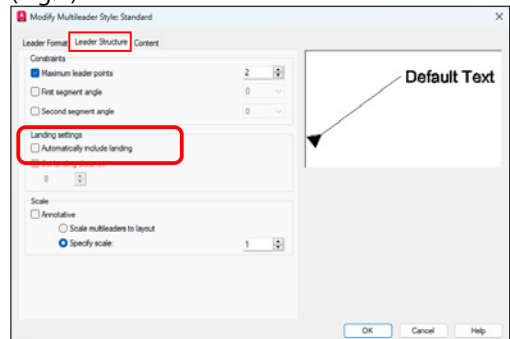 Modify Multileader Style: Standard
Leader Format Leader Structure Content
Constraints
Maximum leader points 2
First segment angle 0
Second segment angle 0
Default Text
Landing settings
Automatically include landing
8
Scale
Annotative
Scale multileaders to layout
Specify scale: 1
OK Cancel Help